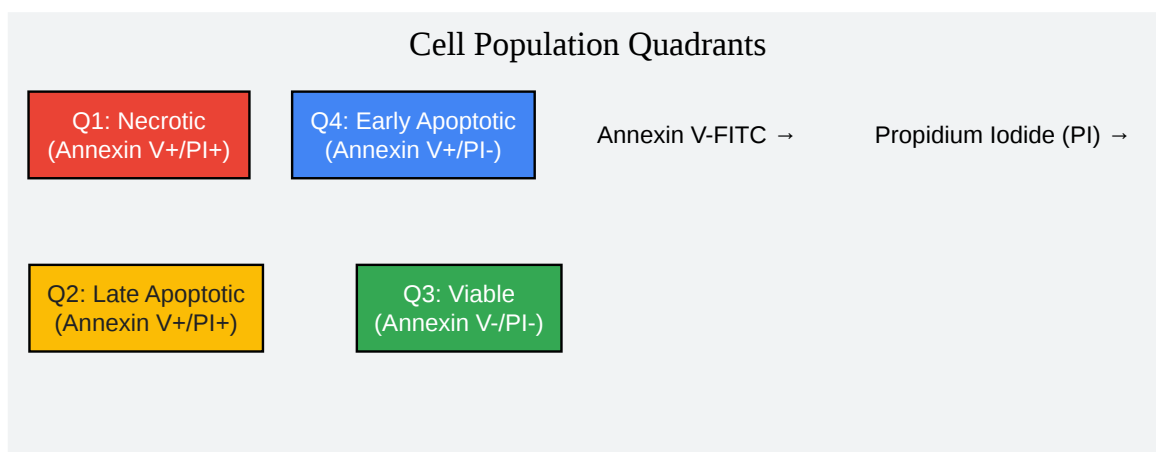 Cell Population Quadrants
Q1: Necrotic
(Annexin V+/PI+)
Q4: Early Apoptotic
(Annexin V+/PI-)
Annexin V-FITC →
Propidium Iodide (PI) →
Q2: Late Apoptotic
(Annexin V+/PI+)
Q3: Viable
(Annexin V-/PI-)